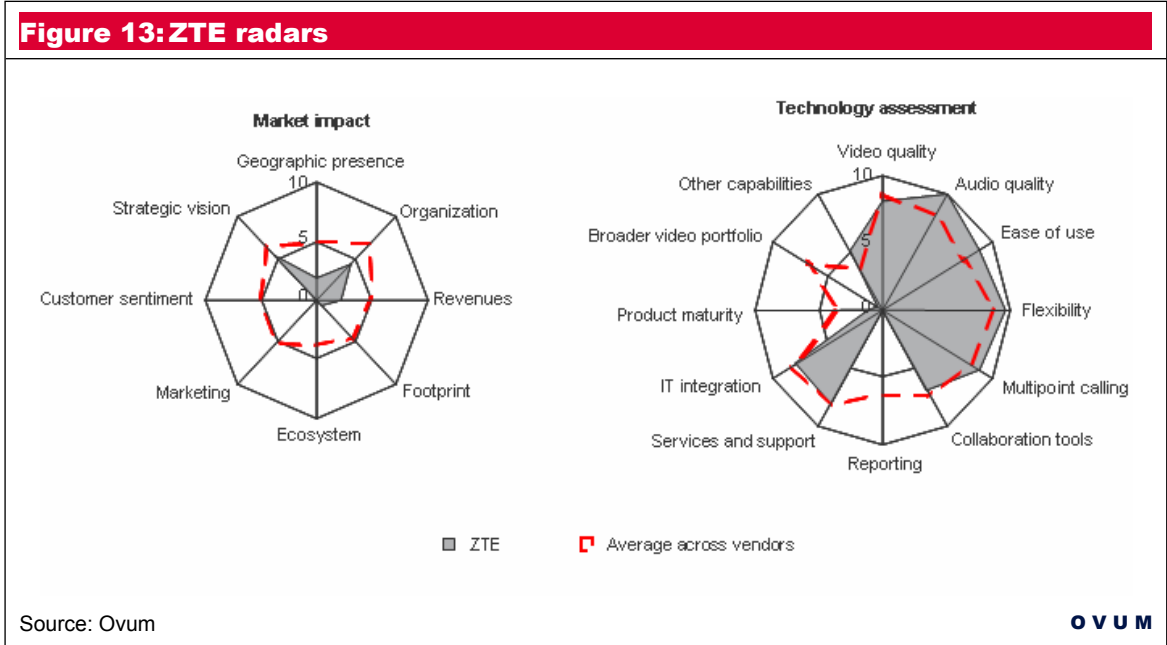 Figure 13: ZTE radars
Market impact
Geographic presence
10
Strategic vision
Organization
5
Customer sentiment
0
Revenues
Marketing
Footprint
Ecosystem
Technology assessment
Video quality
10
Other capabilities
Audio quality
Broader video portfolio
5
Ease of use
Product maturity
0
Flexibility
IT integration
Multipoint calling
Services and support
Collaboration tools
Reporting
ZTE
Average across vendors
Source: Ovum
OVUM